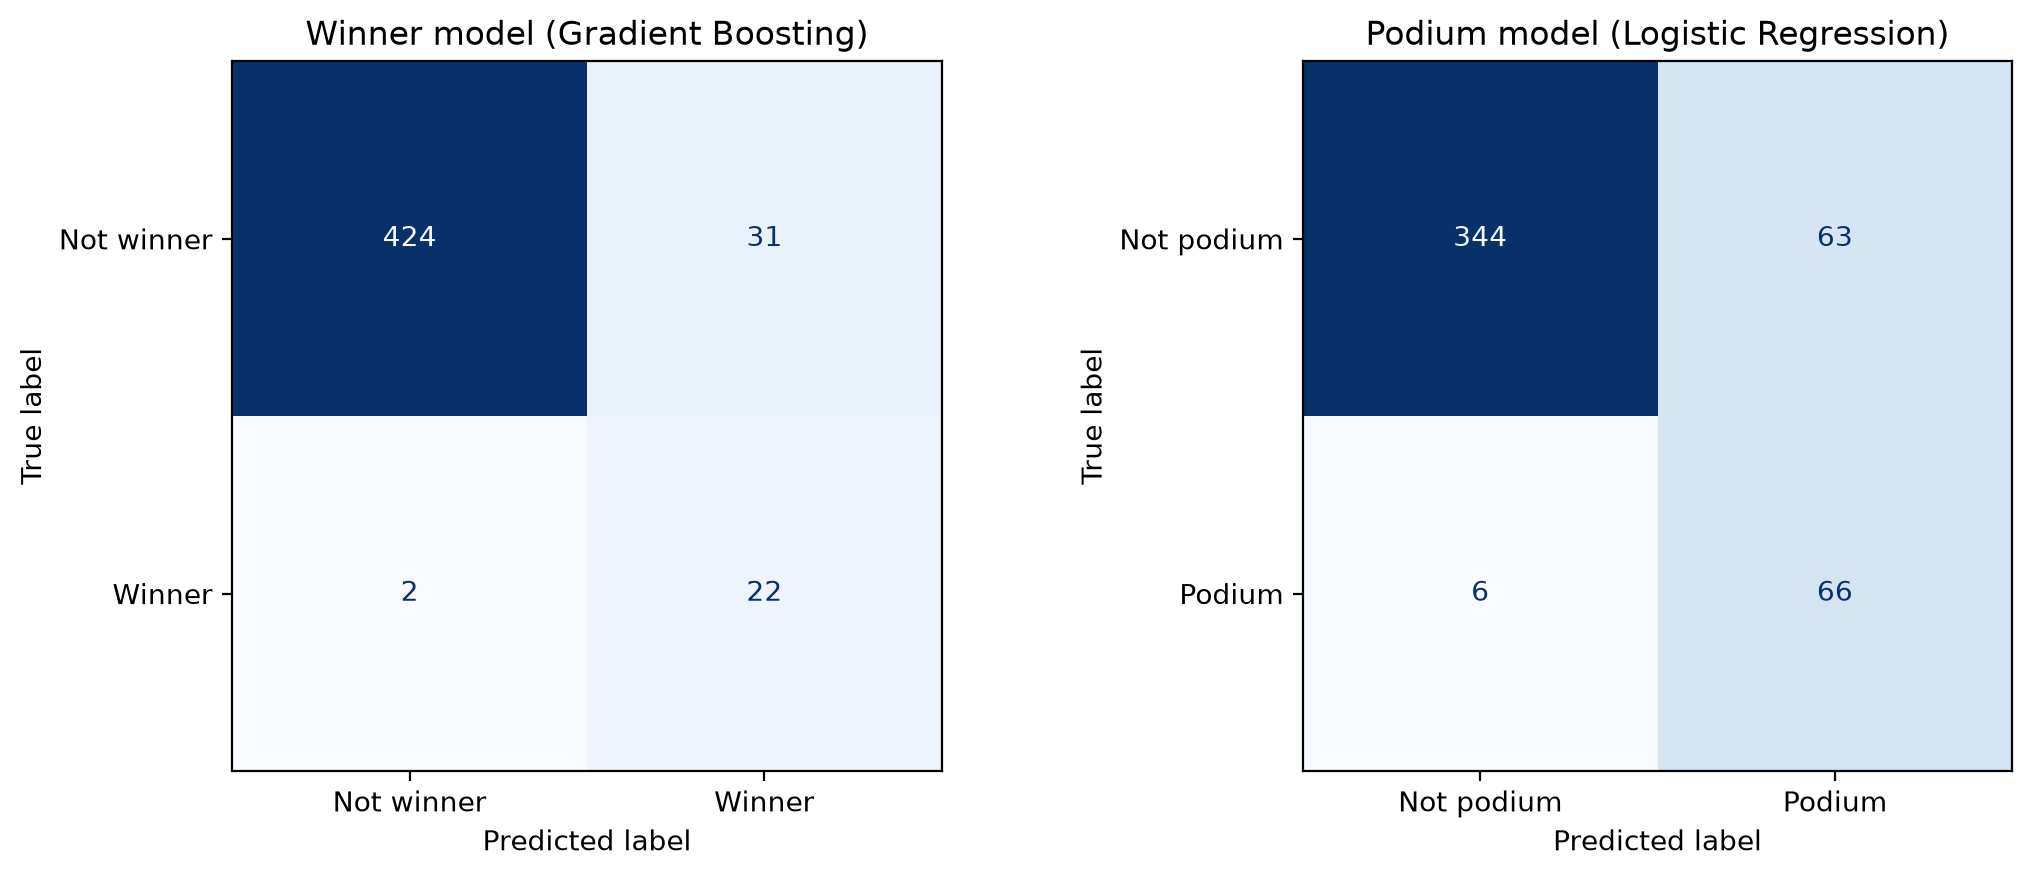 Winner model (Gradient Boosting)
True label
Not winner
424
31
Winner
2
22
Not winner
Winner
Predicted label
Podium model (Logistic Regression)
True label
Not podium
344
63
Podium
6
66
Not podium
Podium
Predicted label